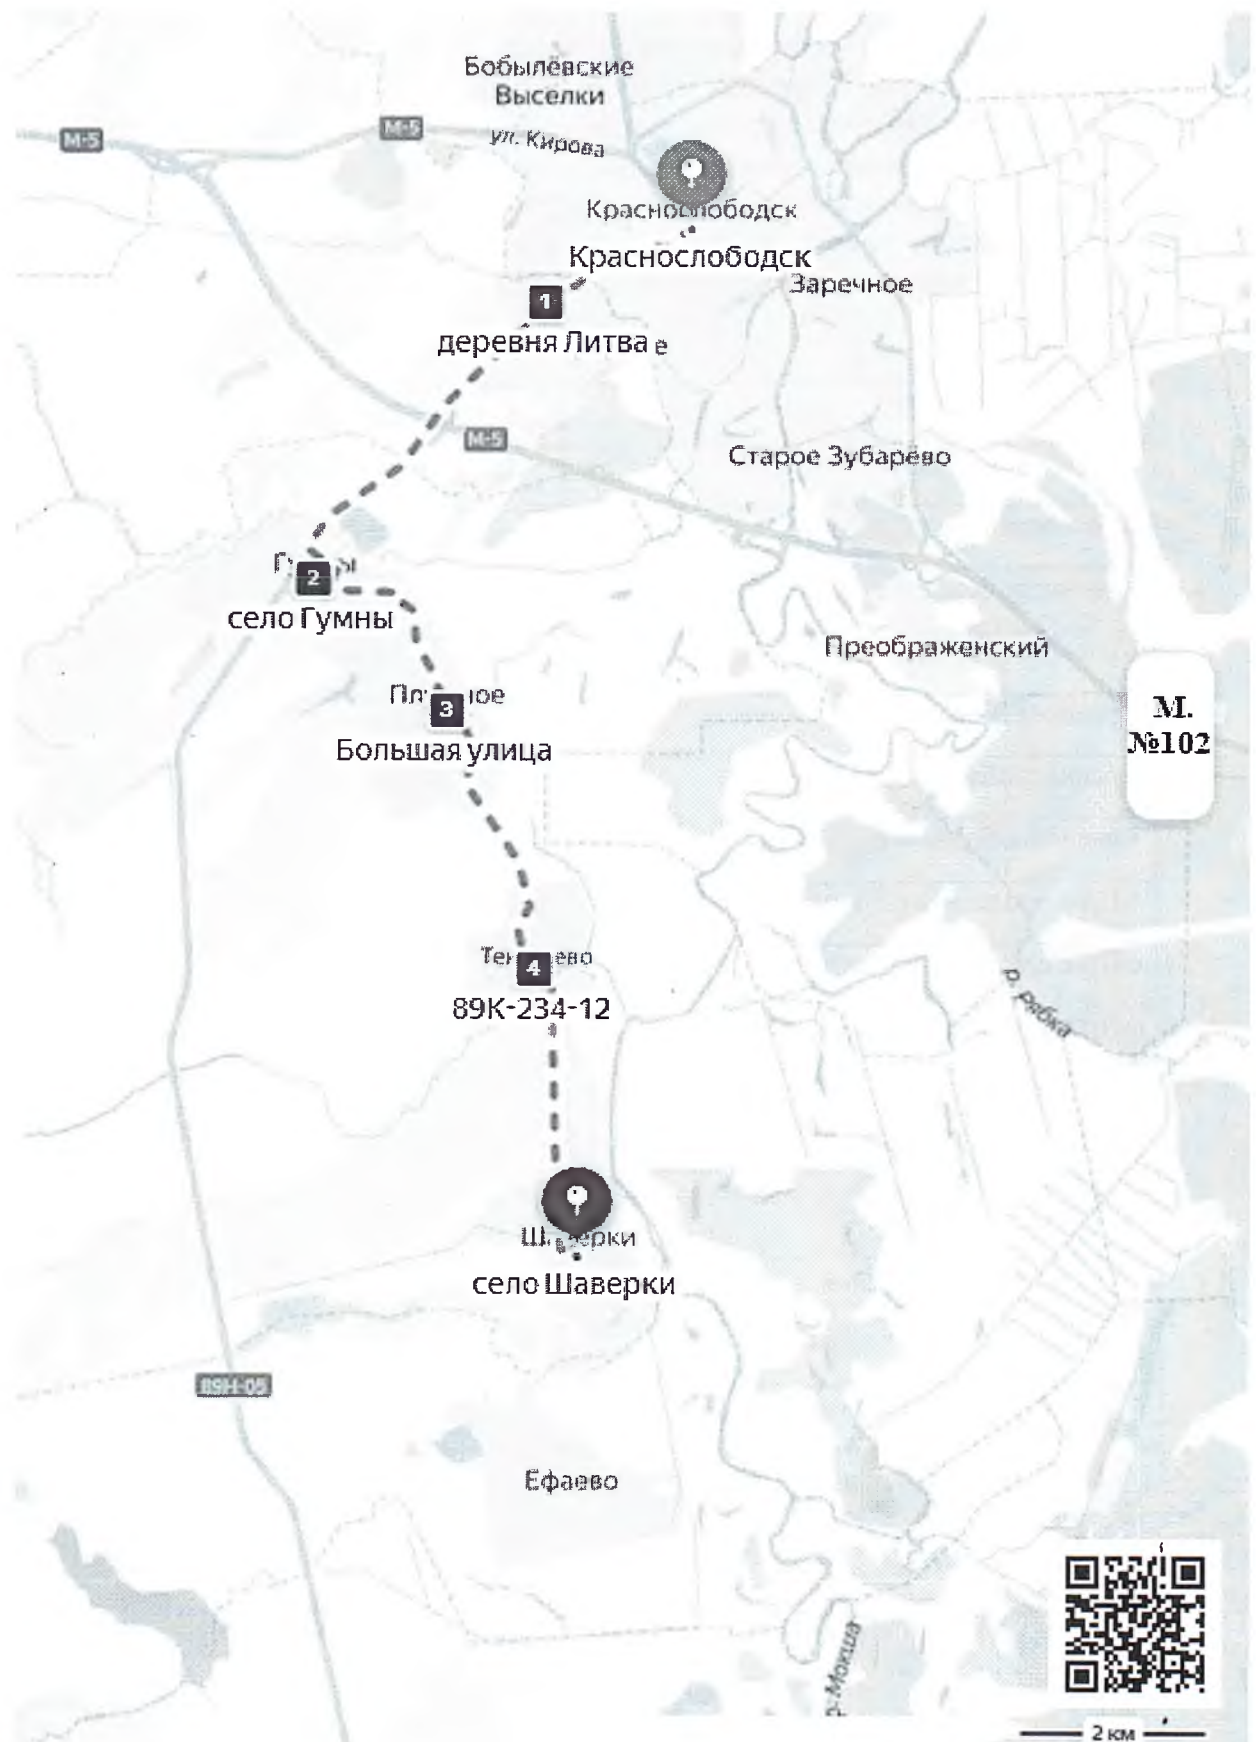 Бобылёвские
Выселки
М-5
М-5
ул. Кирова
Краснослободск
Краснослободск
Заречное
1
деревня Литва е
М-5
Старое Зубарево
2
село Гумны
Преображенский
3
Большая улица
М.
№102
4
89К-234-12
р. Рябка
село Шаверки
89Н-05
Ефаево
р. Мокша
2 км